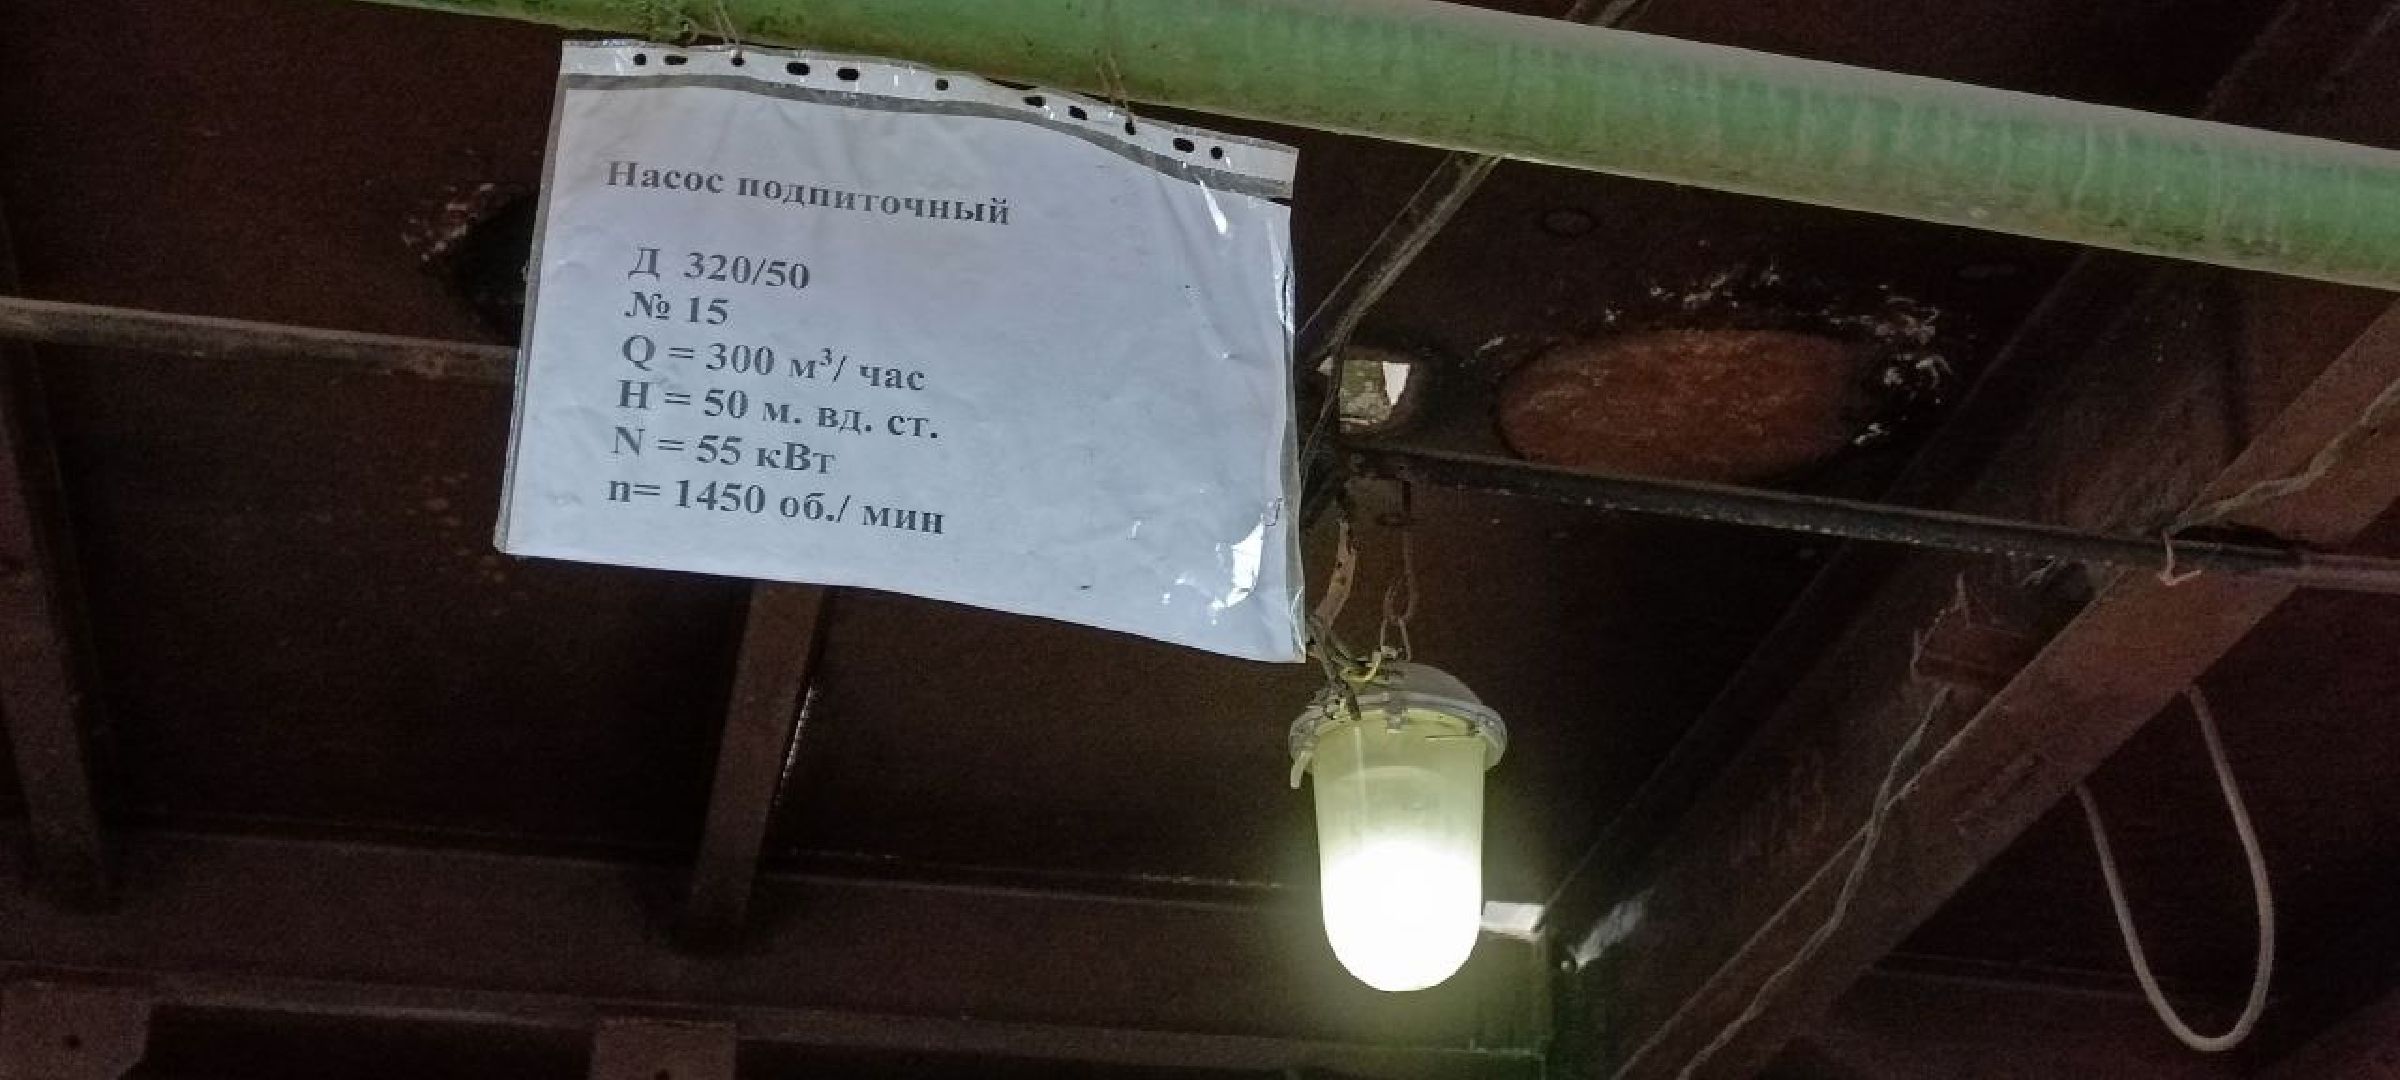 Насос подпиточный
Д 320/50
№ 15
Q = 300 м³/ час
H = 50 м. вд. ст.
N = 55 кВт
n= 1450 об./ мин